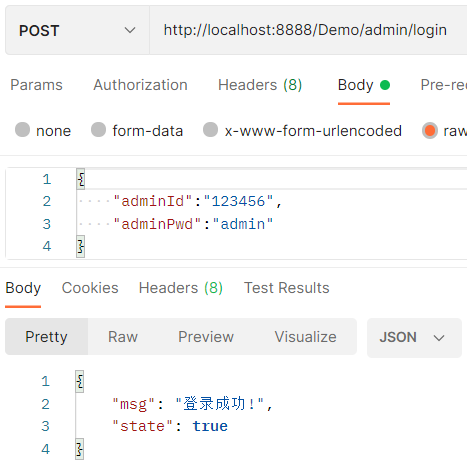 POST http://localhost:8888/Demo/admin/login
Params Authorization Headers (8) Body Pre-rec
none form-data x-www-form-urlencoded raw
1 {
2 "adminId":"123456",
3 "adminPwd":"admin"
4 }
Body Cookies Headers (8) Test Results
Pretty Raw Preview Visualize JSON
1 {
2 "msg": "登录成功!",
3 "state": true
4 }